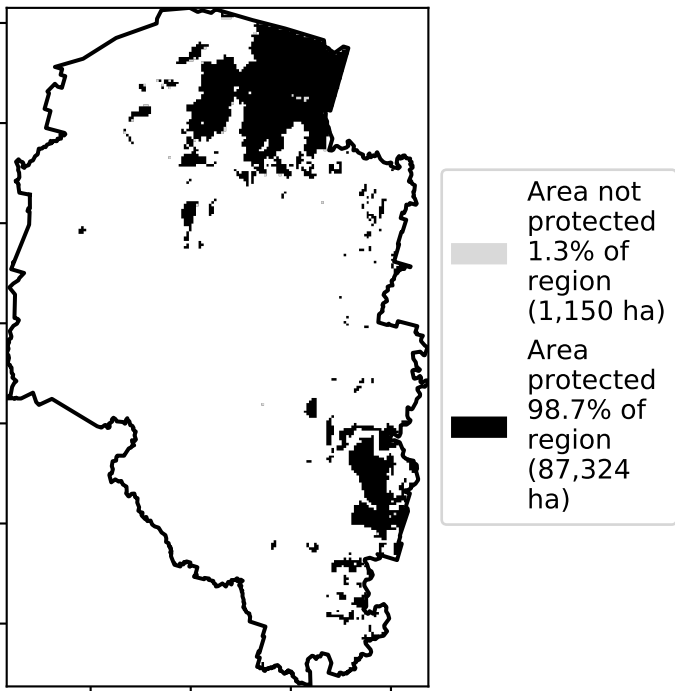 Area not
protected
1.3% of
region
(1,150 ha)
Area
protected
98.7% of
region
(87,324
ha)